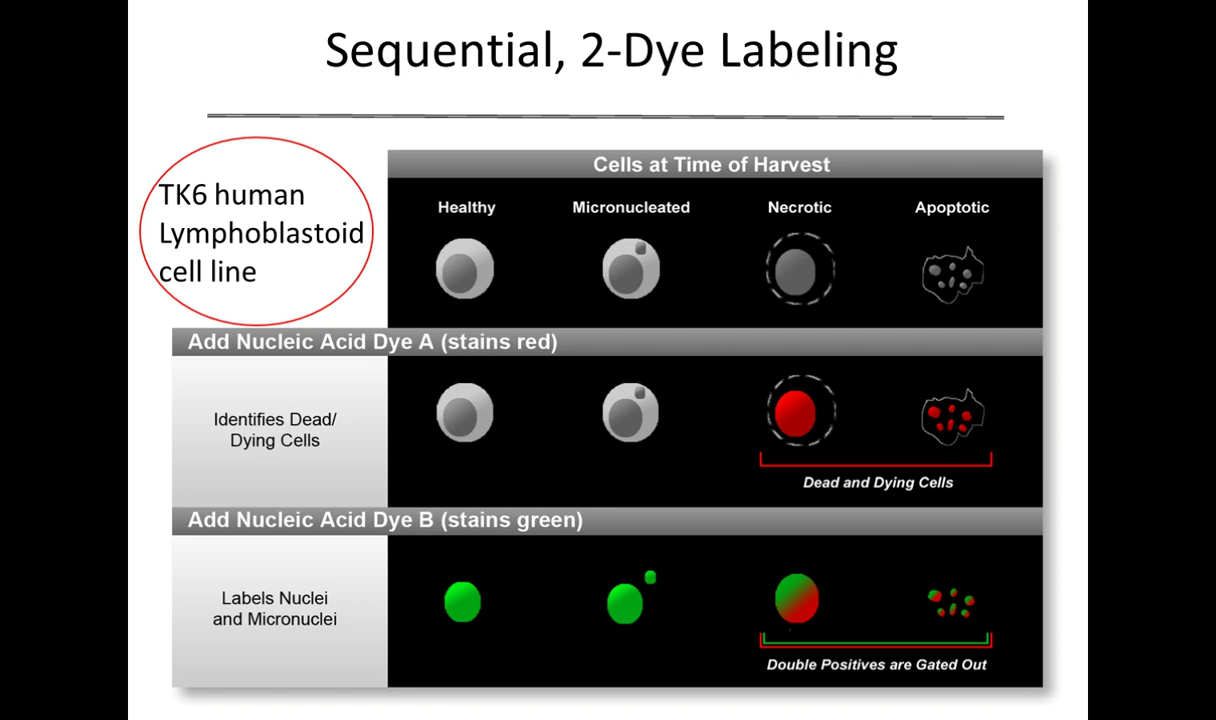 Sequential, 2-Dye Labeling
TK6 human
Lymphoblastoid
cell line
Cells at Time of Harvest
Healthy
Micronucleated
Necrotic
Apoptotic
Add Nucleic Acid Dye A (stains red)
Identifies Dead/
Dying Cells
Dead and Dying Cells
Add Nucleic Acid Dye B (stains green)
Labels Nuclei
and Micronuclei
Double Positives are Gated Out